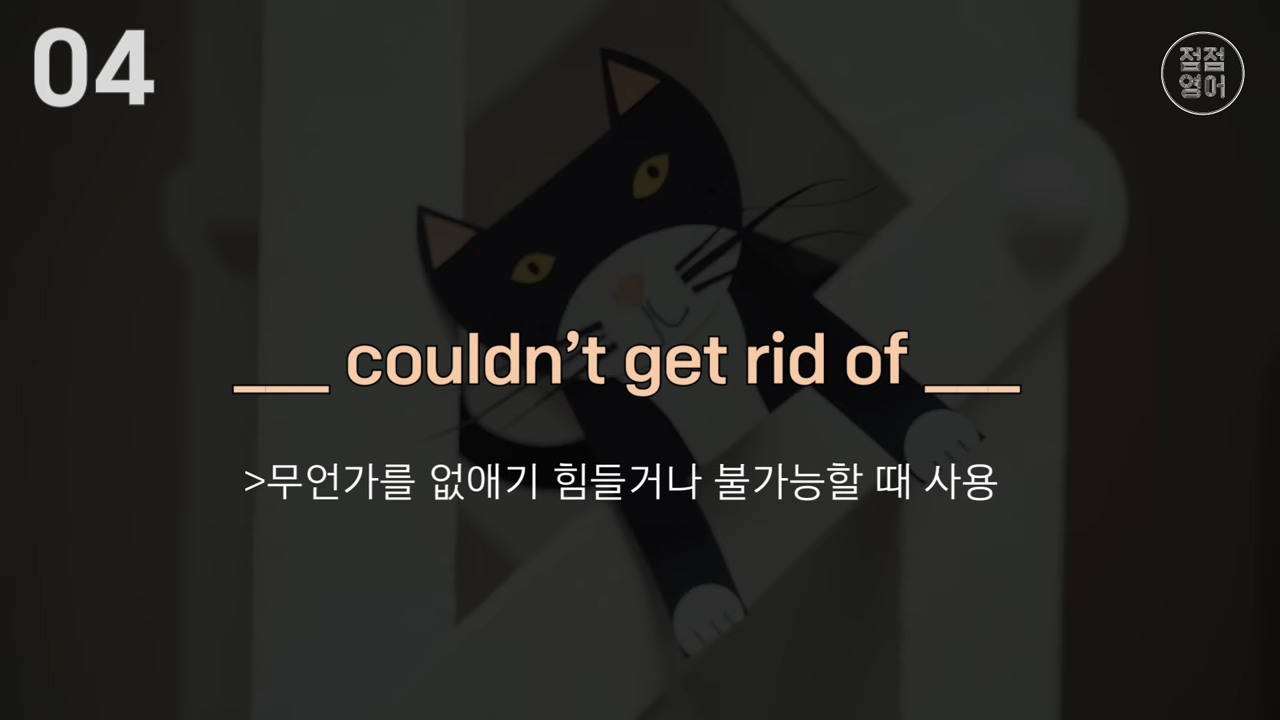 04
점점
영어
___ couldn’t get rid of ___
>무언가를 없애기 힘들거나 불가능할 때 사용